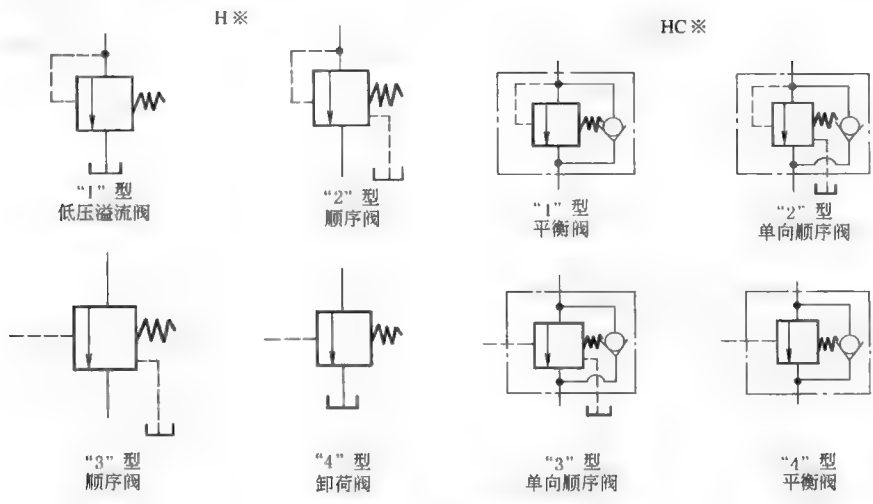 H※
HC※
“1” 型
低压溢流阀
“2” 型
顺序阀
“1” 型
平衡阀
“2” 型
单向顺序阀
“3” 型
顺序阀
“4” 型
卸荷阀
“3” 型
单向顺序阀
“4” 型
平衡阀